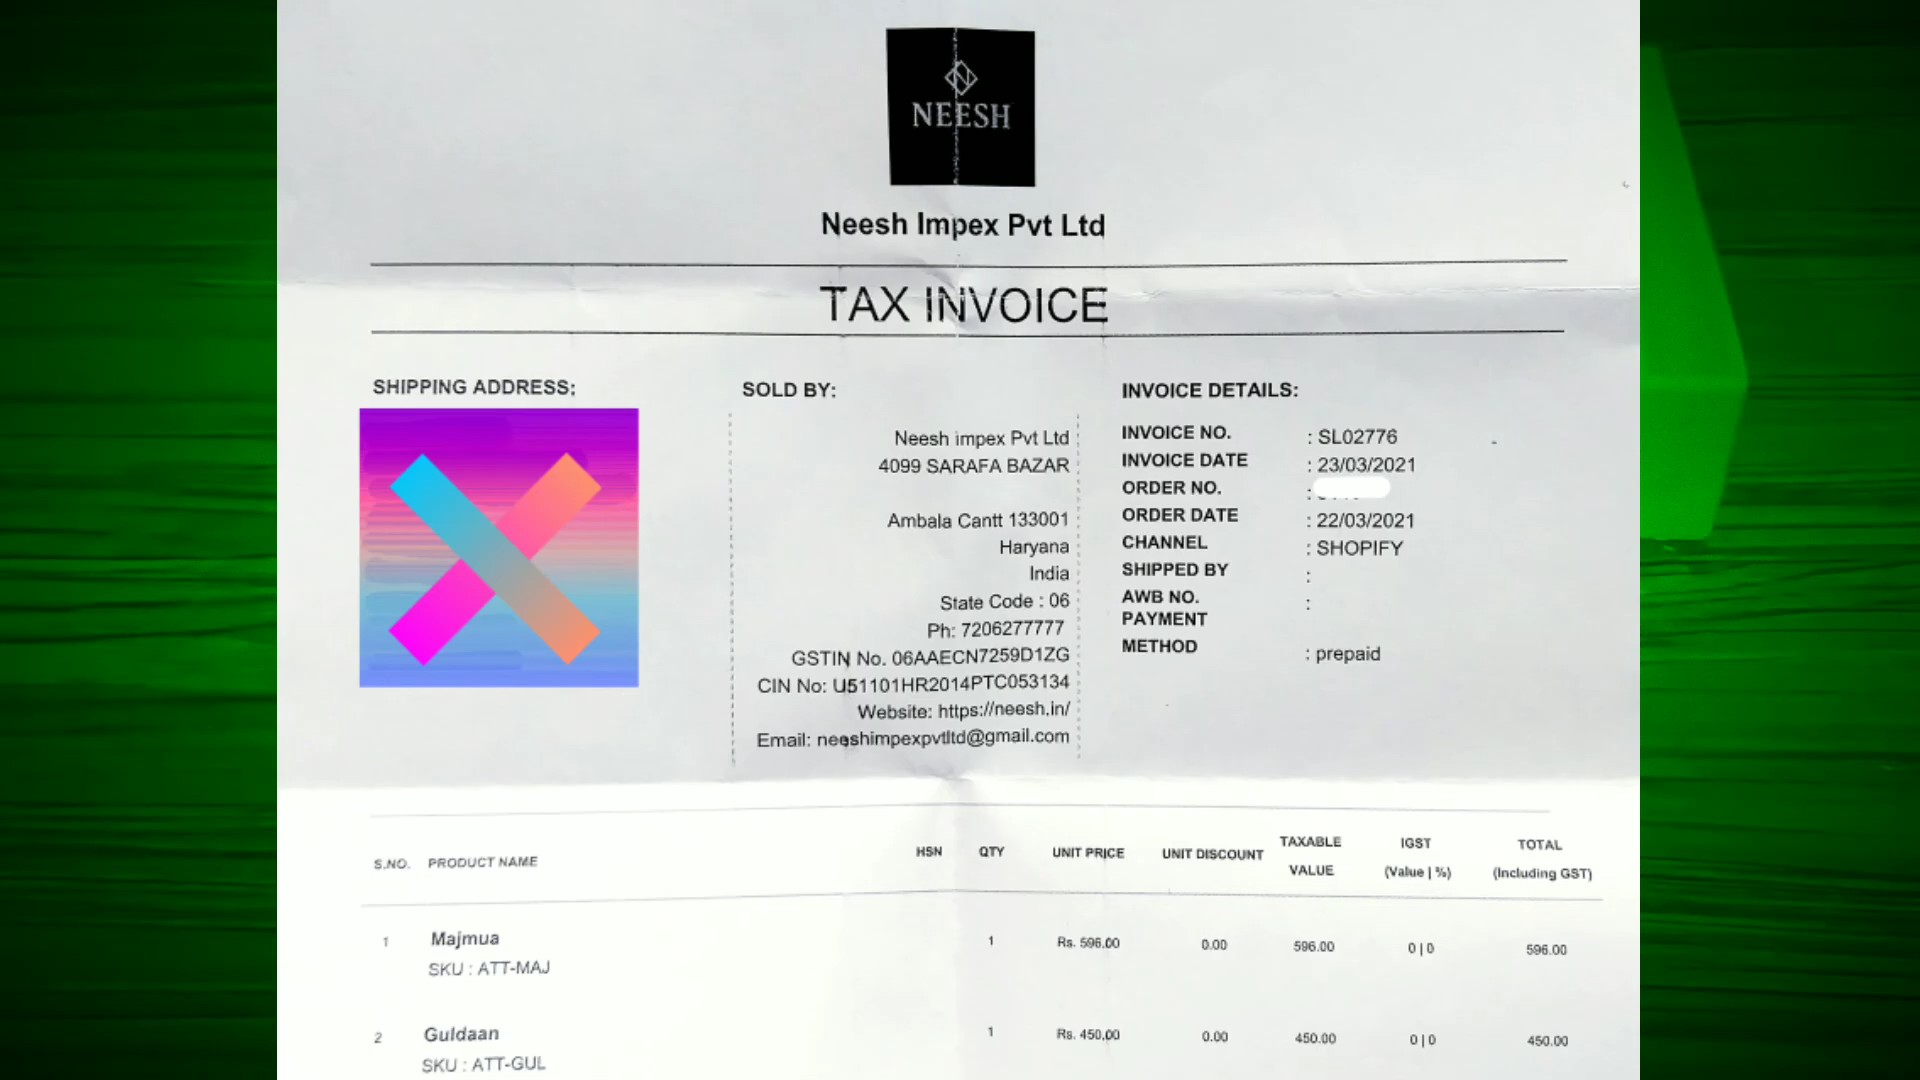 NEESH
Neesh Impex Pvt Ltd
TAX INVOICE
SHIPPING ADDRESS:
SOLD BY:
Neesh impex Pvt Ltd
4099 SARAFA BAZAR
Ambala Cantt 133001
Haryana
India
State Code : 06
Ph: 7206277777
GSTIN No. 06AAECN7259D1ZG
CIN No: U51101HR2014PTC053134
Website: https://neesh.in/
Email: neeshimpexpvtltd@gmail.com
INVOICE DETAILS:
INVOICE NO. : SL02776
INVOICE DATE : 23/03/2021
ORDER NO. :
ORDER DATE : 22/03/2021
CHANNEL : SHOPIFY
SHIPPED BY :
AWB NO. :
PAYMENT
METHOD : prepaid
S.NO. PRODUCT NAME HSN QTY UNIT PRICE UNIT DISCOUNT TAXABLE VALUE IGST (Value | %) TOTAL (Including GST)
1 Majmua 1 Rs. 596.00 0.00 596.00 0 | 0 596.00
SKU : ATT-MAJ
2 Guldaan 1 Rs. 450.00 0.00 450.00 0 | 0 450.00
SKU : ATT-GUL